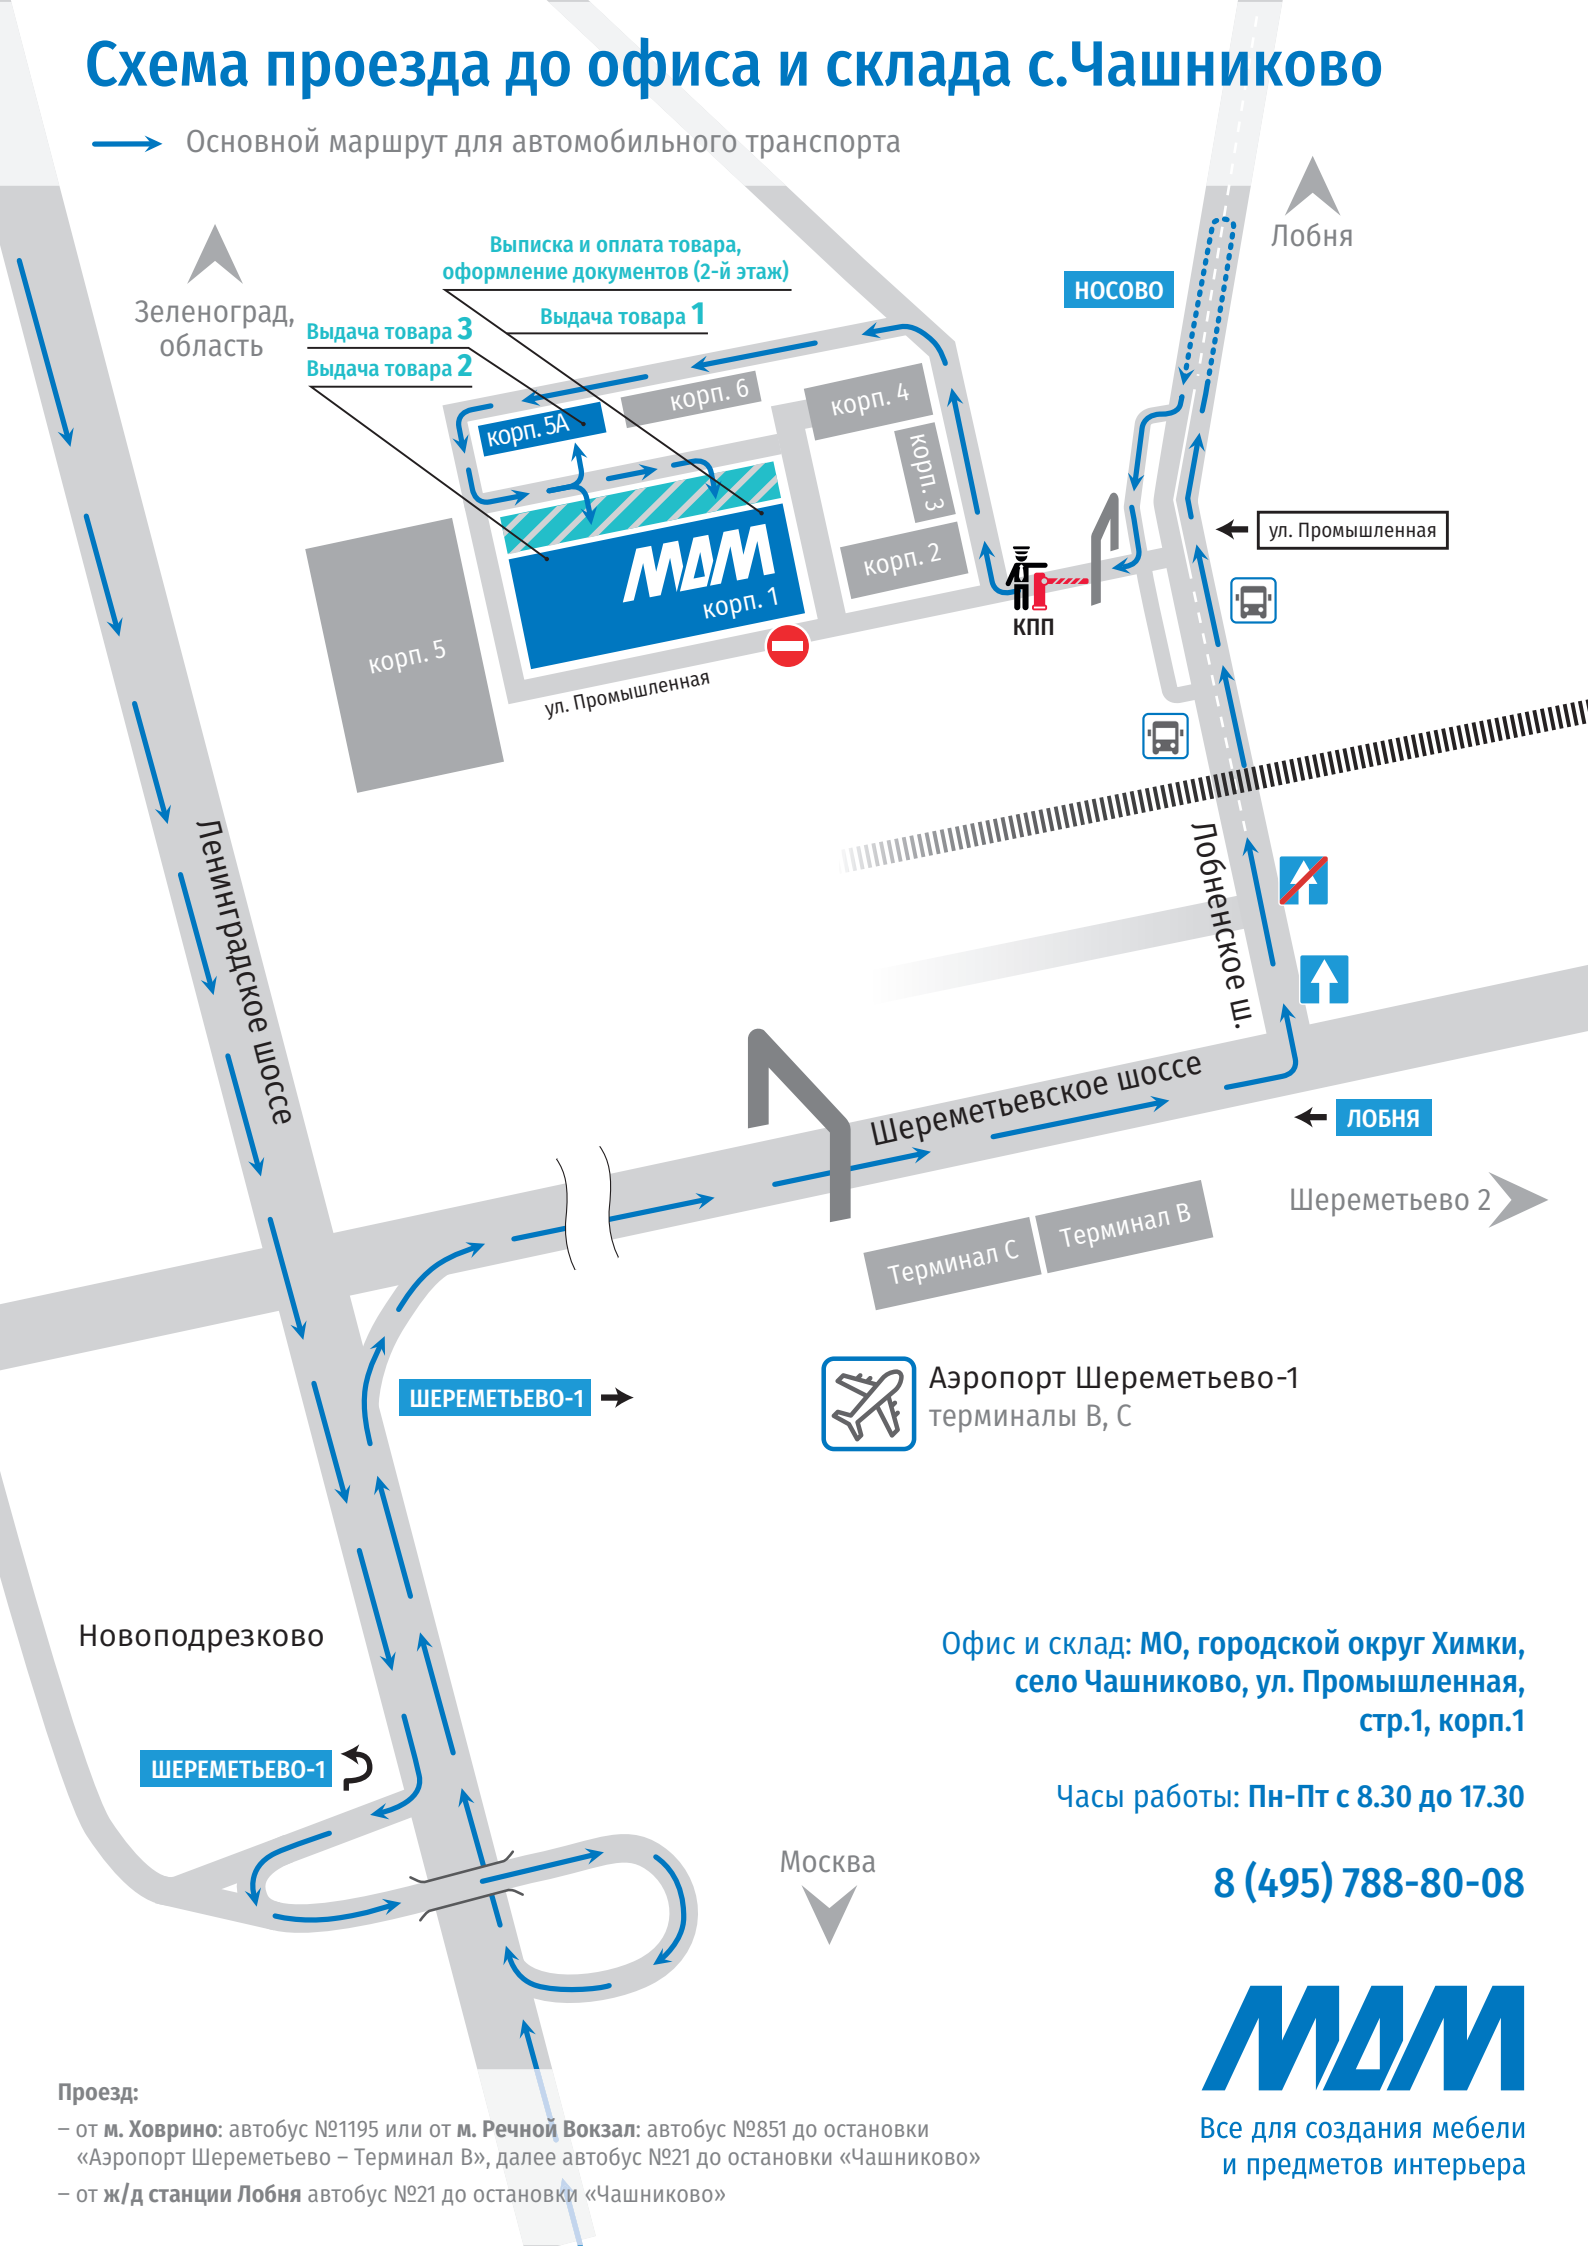 Схема проезда до офиса и склада с.Чашниково
Основной маршрут для автомобильного транспорта
Лобня
Зеленоград,
область
Выписка и оплата товара,
оформление документов (2-й этаж)
Выдача товара 1
Выдача товара 3
Выдача товара 2
НОСОВО
корп. 6
корп. 4
корп. 5А
корп. 3
корп. 2
МДМ
корп. 1
корп. 5
КПП
ул. Промышленная
ул. Промышленная
Ленинградское шоссе
Лобненское ш.
Шереметьевское шоссе
ЛОБНЯ
Шереметьево 2
Терминал С
Терминал В
ШЕРЕМЕТЬЕВО-1
Аэропорт Шереметьево-1
терминалы В, С
Новоподрезково
ШЕРЕМЕТЬЕВО-1
Москва
Офис и склад: МО, городской округ Химки,
село Чашниково, ул. Промышленная,
стр.1, корп.1
Часы работы: Пн-Пт с 8.30 до 17.30
8 (495) 788-80-08
МДМ
Все для создания мебели
и предметов интерьера
Проезд:
– от м. Ховрино: автобус №1195 или от м. Речной Вокзал: автобус №851 до остановки
«Аэропорт Шереметьево – Терминал В», далее автобус №21 до остановки «Чашниково»
– от ж/д станции Лобня автобус №21 до остановки «Чашниково»